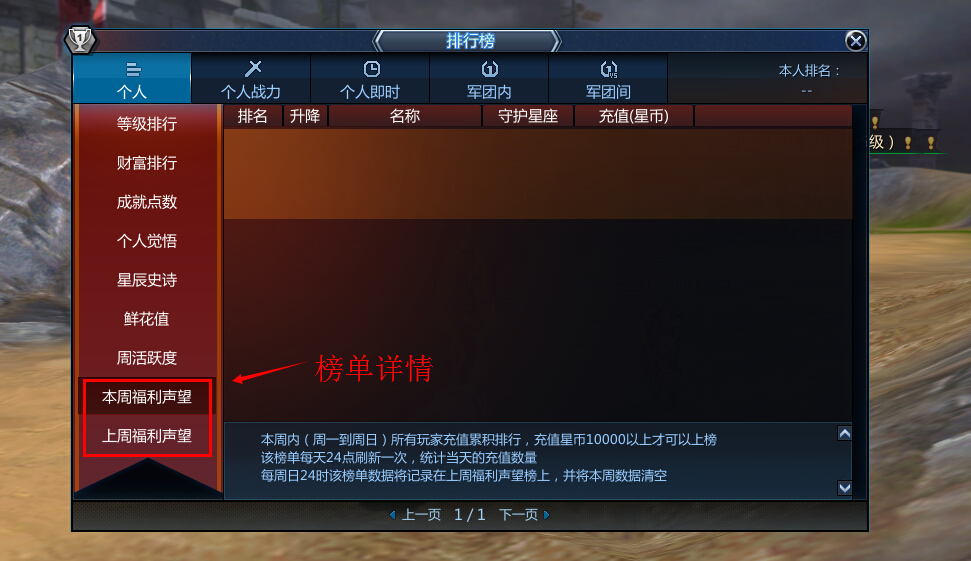 排行榜
个人
个人战力
个人即时
军团内
军团间
本人排名：
--
排名 升降 名称 守护星座 充值(星币)
级）
等级排行
财富排行
成就点数
个人觉悟
星辰史诗
鲜花值
周活跃度
本周福利声望
上周福利声望
榜单详情
本周内（周一到周日）所有玩家充值累积排行，充值星币10000以上才可以上榜
该榜单每天24点刷新一次，统计当天的充值数量
每周日24时该榜单数据将记录在上周福利声望榜上，并将本周数据清空
上一页 1/1 下一页